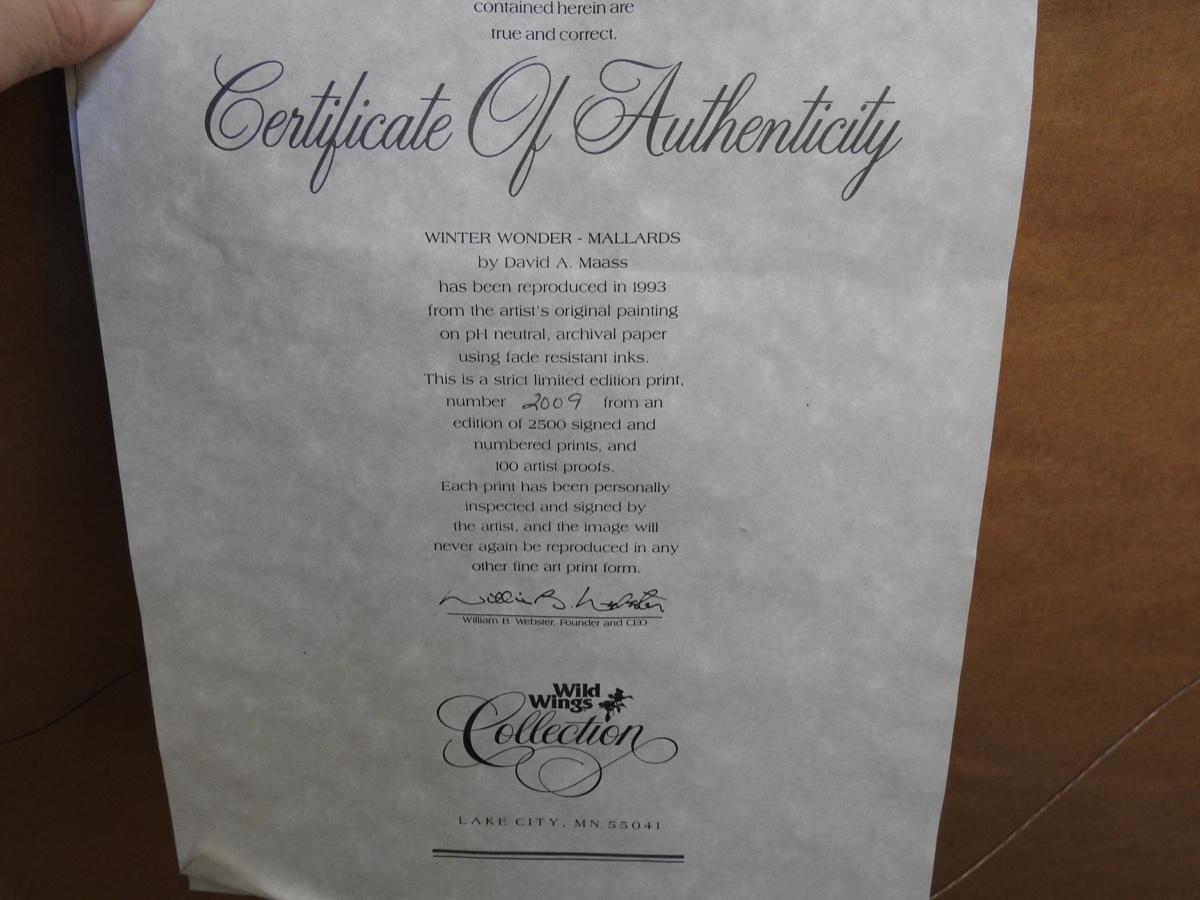 contained herein are
true and correct.
Certificate Of Authenticity
WINTER WONDER - MALLARDS
by David A. Maass
has been reproduced in 1993
from the artist's original painting
on pH neutral, archival paper
using fade resistant inks.
This is a strict limited edition print,
number 2009 from an
edition of 2500 signed and
numbered prints, and
100 artist proofs.
Each print has been personally
inspected and signed by
the artist, and the image will
never again be reproduced in any
other fine art print form.
William B. Webster
William B. Webster, Founder and CEO
Wild
Wings
Collection
LAKE CITY, MN 55041